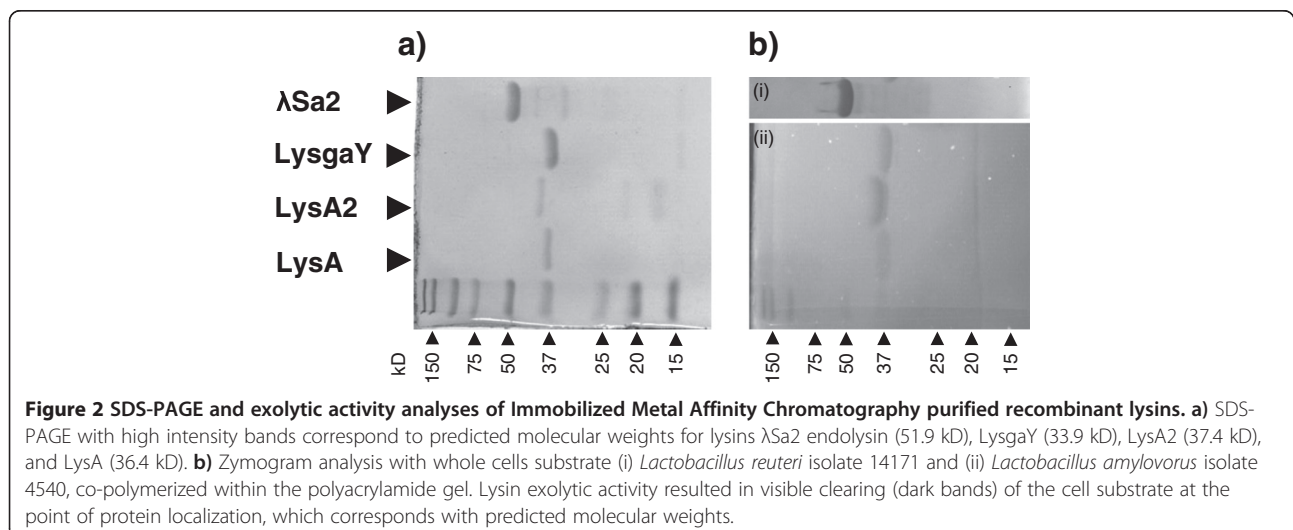 a)
b)
λSa2
LysgaY
LysA2
LysA
(i)
(ii)
kD
150
75
50
37
25
20
15
150
75
50
37
25
20
15
Figure 2 SDS-PAGE and exolytic activity analyses of Immobilized Metal Affinity Chromatography purified recombinant lysins. a) SDS-
PAGE with high intensity bands correspond to predicted molecular weights for lysins λSa2 endolysin (51.9 kD), LysgaY (33.9 kD), LysA2 (37.4 kD),
and LysA (36.4 kD). b) Zymogram analysis with whole cells substrate (i) Lactobacillus reuteri isolate 14171 and (ii) Lactobacillus amylovorus isolate
4540, co-polymerized within the polyacrylamide gel. Lysin exolytic activity resulted in visible clearing (dark bands) of the cell substrate at the
point of protein localization, which corresponds with predicted molecular weights.